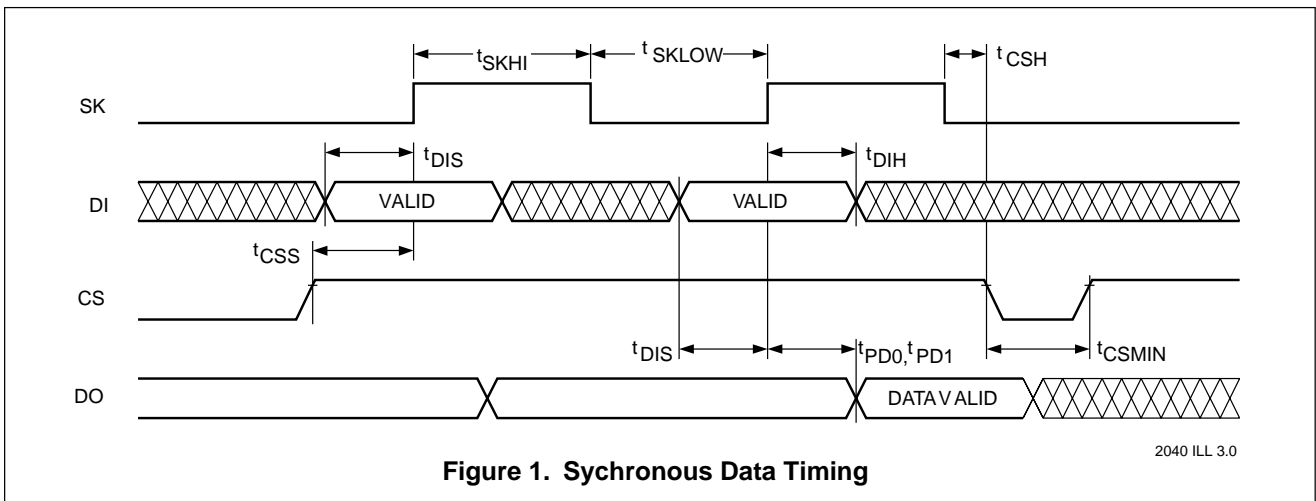 tSKHI
tSKLOW
tCSH
SK
tDIS
tDIH
DI
VALID
VALID
tCSS
CS
tDIS
tPD0,tPD1
tCSMIN
DO
DATA V ALID
2040 ILL 3.0
Figure 1. Sychronous Data Timing